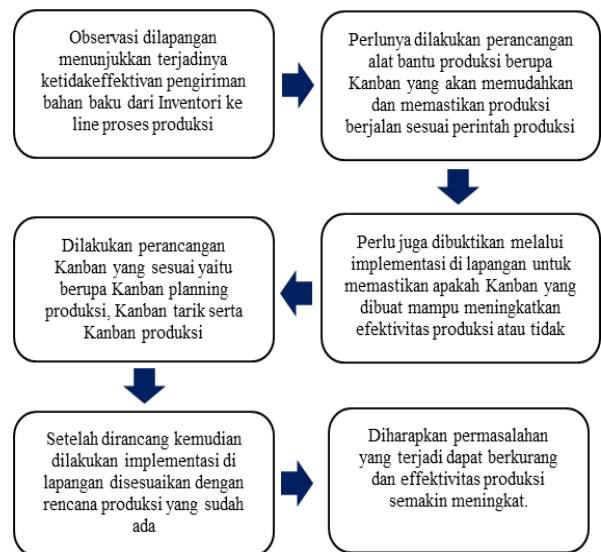 Observasi dilapangan
menunjukkan terjadinya
ketidakeffektivan pengiriman
bahan baku dari Inventori ke
line proses produksi
Perlunya dilakukan perancangan
alat bantu produksi berupa
Kanban yang akan memudahkan
dan memastikan produksi
berjalan sesuai perintah produksi
Perlu juga dibuktikan melalui
implementasi di lapangan untuk
memastikan apakah Kanban yang
dibuat mampu meningkatkan
efektivitas produksi atau tidak
Dilakukan perancangan
Kanban yang sesuai yaitu
berupa Kanban planning
produksi, Kanban tarik serta
Kanban produksi
Setelah dirancang kemudian
dilakukan implementasi di
lapangan disesuaikan dengan
rencana produksi yang sudah
ada
Diharapkan permasalahan
yang terjadi dapat berkurang
dan effektivitas produksi
semakin meningkat.